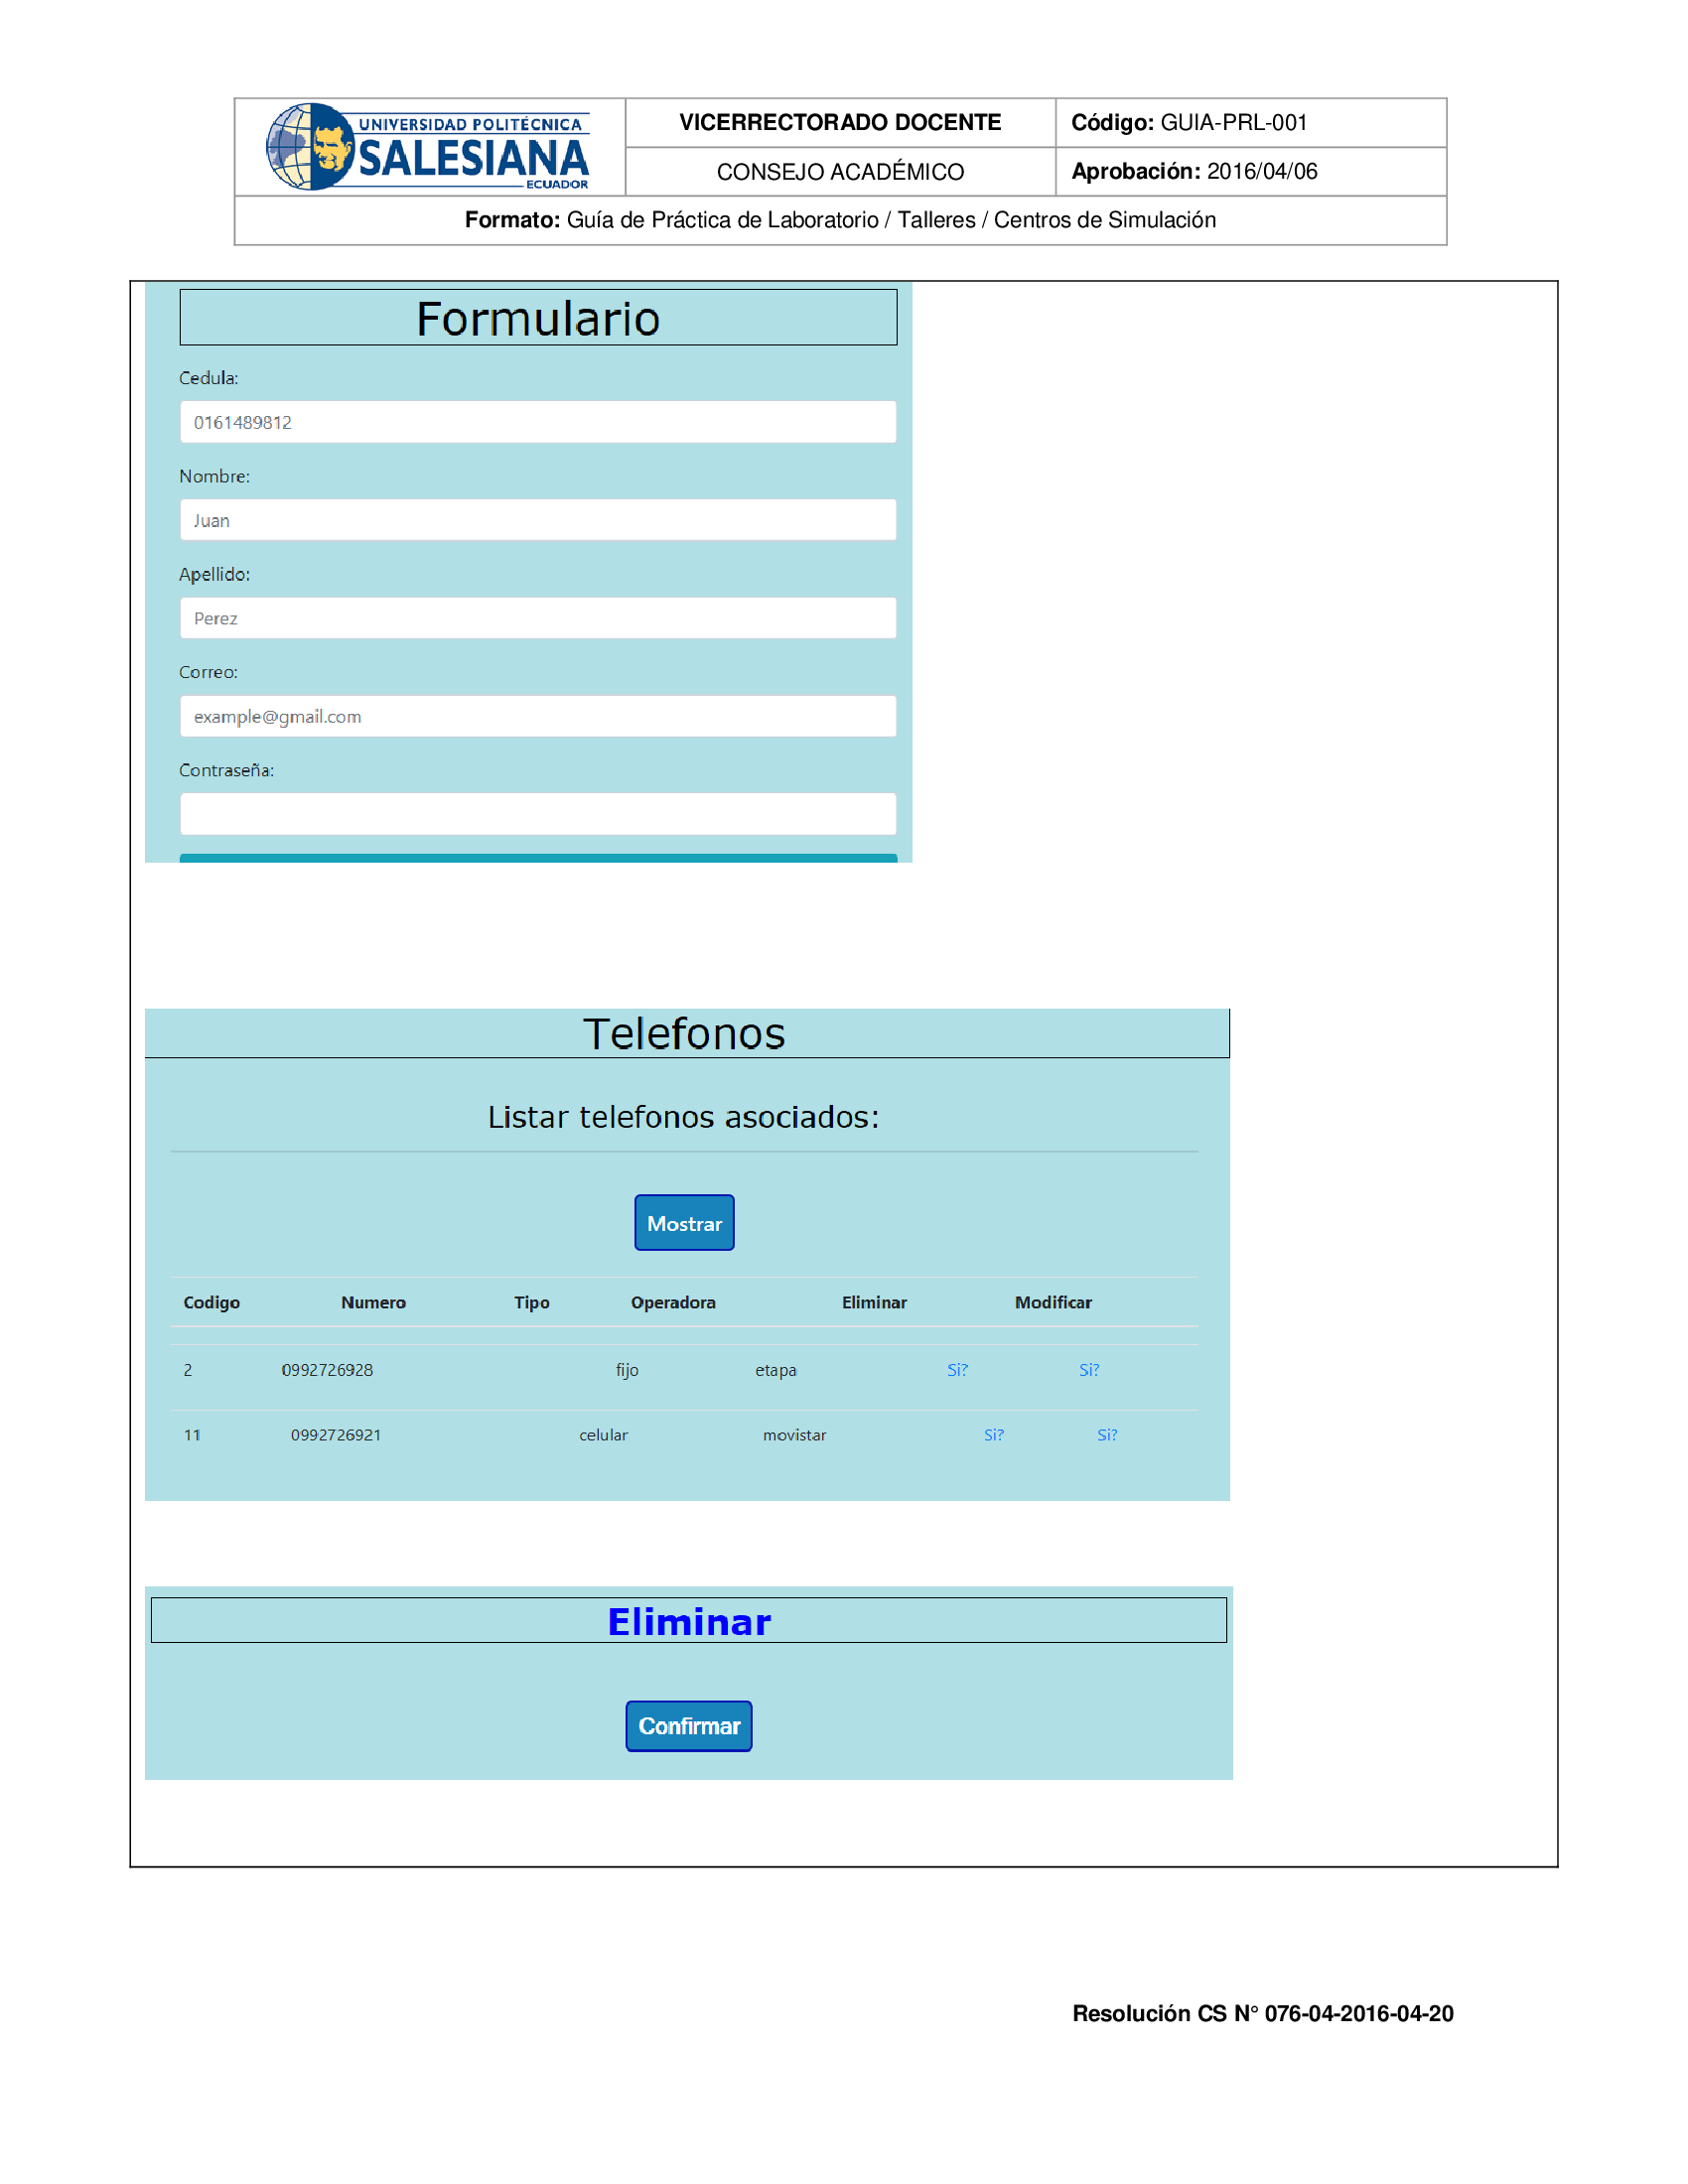 UNIVERSIDAD POLITÉCNICA
SALESIANA
ECUADOR
VICERRECTORADO DOCENTE
CONSEJO ACADÉMICO
Código: GUIA-PRL-001
Aprobación: 2016/04/06
Formato: Guía de Práctica de Laboratorio / Talleres / Centros de Simulación
Formulario
Cedula:
0161489812
Nombre:
Juan
Apellido:
Perez
Correo:
example@gmail.com
Contraseña:
Telefonos
Listar telefonos asociados:
Mostrar
Codigo Numero Tipo Operadora Eliminar Modificar
2 0992726928 fijo etapa Si? Si?
11 0992726921 celular movistar Si? Si?
Eliminar
Confirmar
Resolución CS N° 076-04-2016-04-20